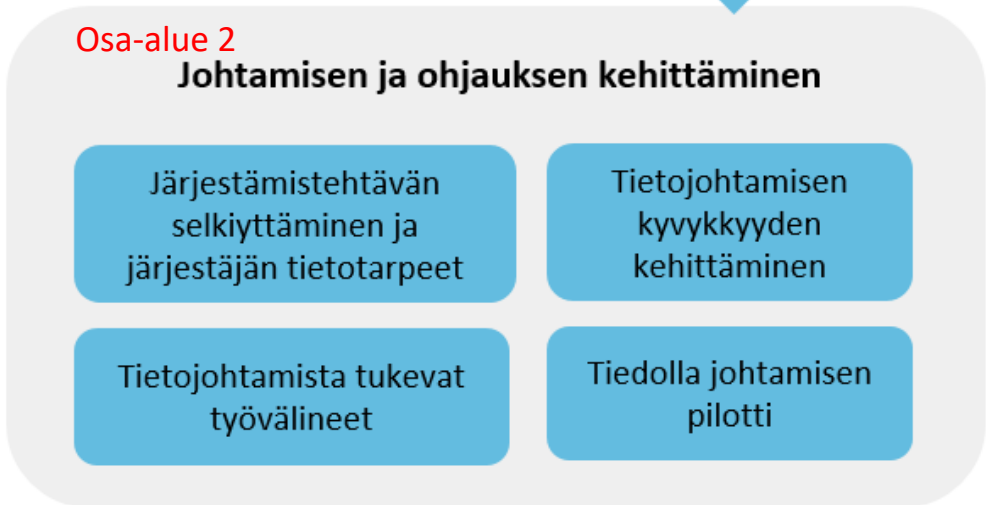 Osa-alue 2
Johtamisen ja ohjauksen kehittäminen
Järjestämistehtävän
selkiyttäminen ja
järjestäjän tietotarpeet
Tietojohtamisen
kyvykkyyden
kehittäminen
Tietojohtamista tukevat
työvälineet
Tiedolla johtamisen
pilotti